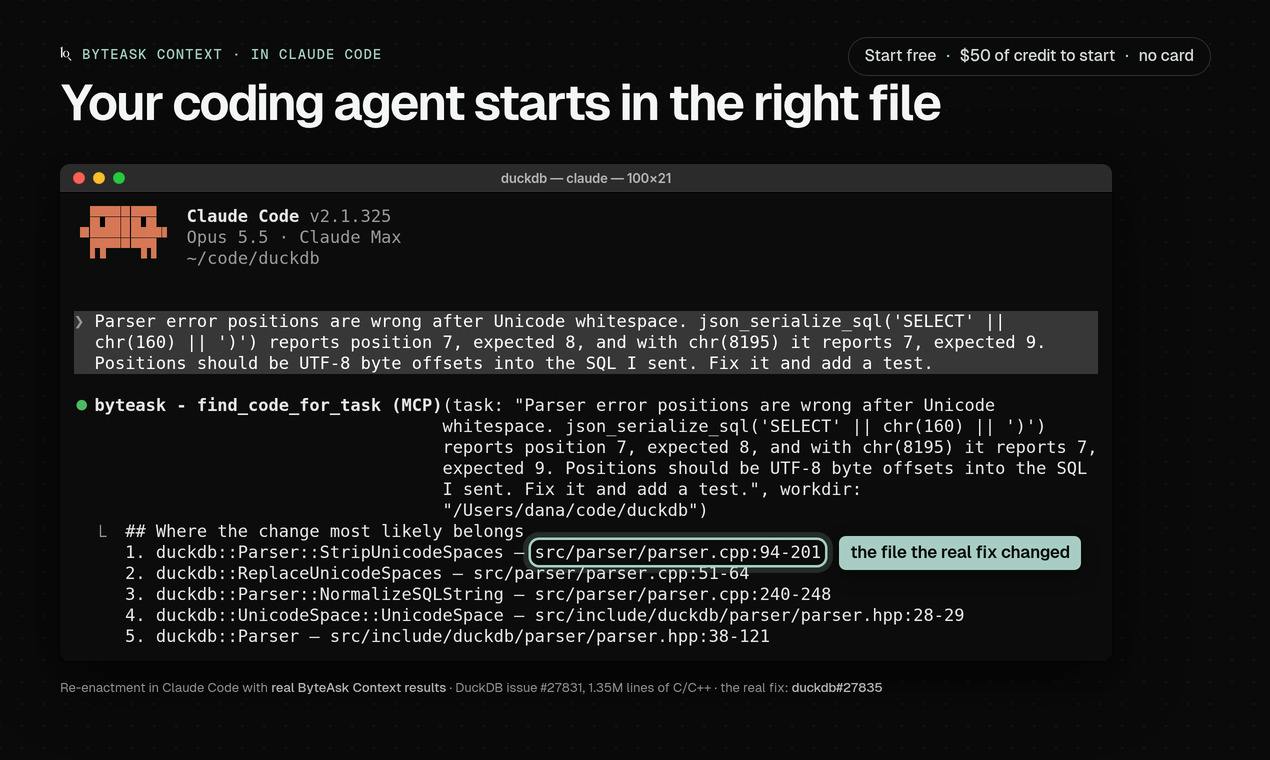 BYTEASK CONTEXT · IN CLAUDE CODE
Start free · $50 of credit to start · no card
Your coding agent starts in the right file
duckdb — claude — 100×21
Claude Code v2.1.325
Opus 5.5 · Claude Max
~/code/duckdb
❯ Parser error positions are wrong after Unicode whitespace. json_serialize_sql('SELECT' ||
chr(160) || ')') reports position 7, expected 8, and with chr(8195) it reports 7, expected 9.
Positions should be UTF-8 byte offsets into the SQL I sent. Fix it and add a test.
● byteask - find_code_for_task (MCP)(task: "Parser error positions are wrong after Unicode
whitespace. json_serialize_sql('SELECT' || chr(160) || ')')
reports position 7, expected 8, and with chr(8195) it reports 7,
expected 9. Positions should be UTF-8 byte offsets into the SQL
I sent. Fix it and add a test.", workdir:
"/Users/dana/code/duckdb")
└ ## Where the change most likely belongs
1. duckdb::Parser::StripUnicodeSpaces — src/parser/parser.cpp:94-201 the file the real fix changed
2. duckdb::ReplaceUnicodeSpaces — src/parser/parser.cpp:51-64
3. duckdb::Parser::NormalizeSQLString — src/parser/parser.cpp:240-248
4. duckdb::UnicodeSpace::UnicodeSpace — src/include/duckdb/parser/parser.hpp:28-29
5. duckdb::Parser — src/include/duckdb/parser/parser.hpp:38-121
Re-enactment in Claude Code with real ByteAsk Context results · DuckDB issue #27831, 1.35M lines of C/C++ · the real fix: duckdb#27835